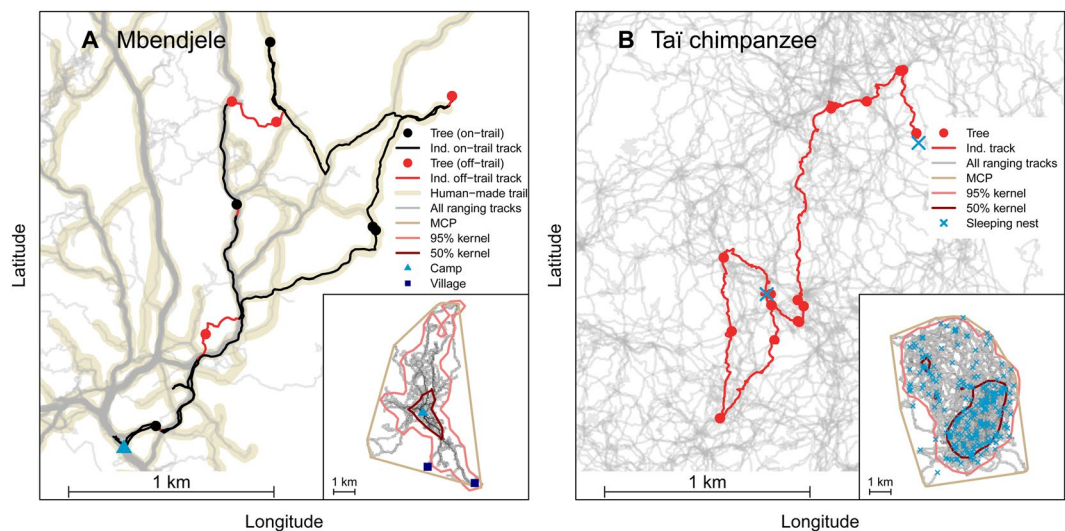 A Mbendjele
Tree (on−trail)
Ind. on−trail track
Tree (off−trail)
Ind. off−trail track
Human−made trail
All ranging tracks
MCP
95% kernel
50% kernel
Camp
Village
1 km
1 km
Latitude
Longitude
B Taï chimpanzee
Tree
Ind. track
All ranging tracks
MCP
95% kernel
50% kernel
Sleeping nest
1 km
1 km
Latitude
Longitude